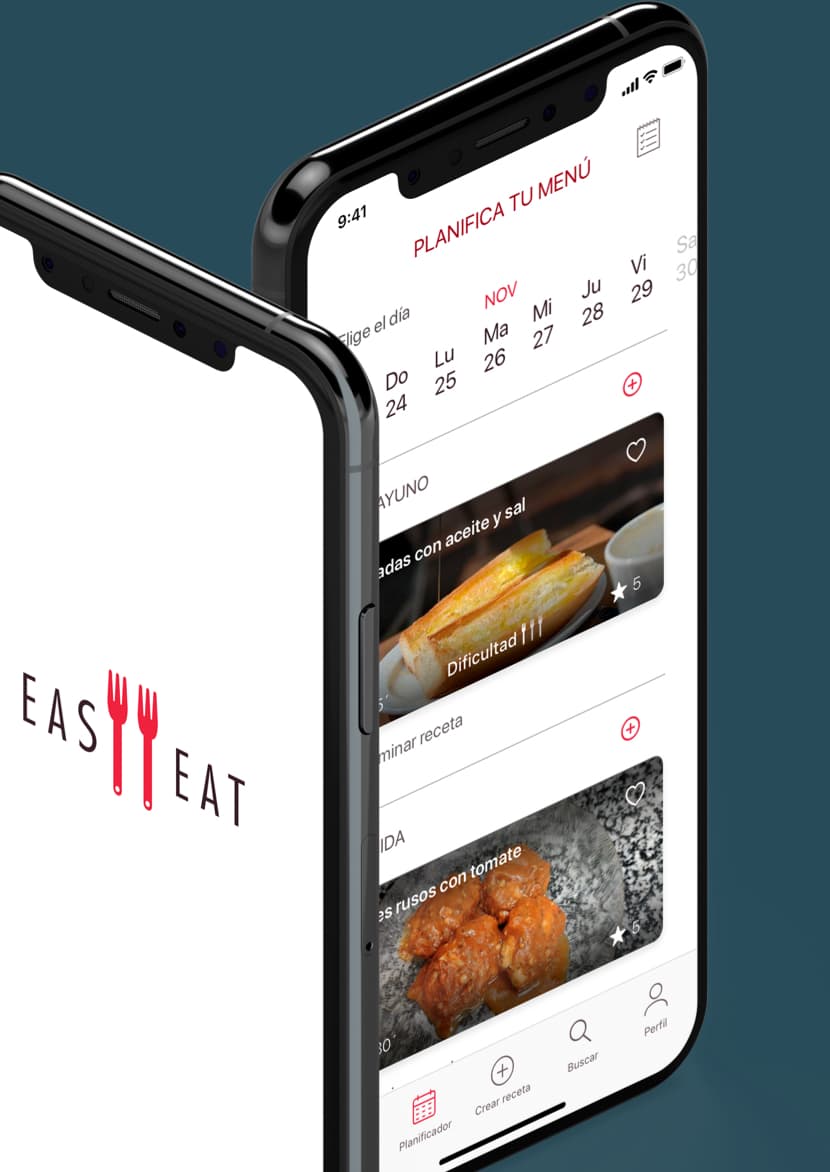 EAS EAT
9:41
PLANIFICA TU MENÚ
Elige el día
NOV
Do Lu Ma Mi Ju Vi Sa
24 25 26 27 28 29 30
AYUNO
adas con aceite y sal
5
Dificultad
5'
minar receta
IDA
es rusos con tomate
5
30'
Planificador
Crear receta
Buscar
Perfil